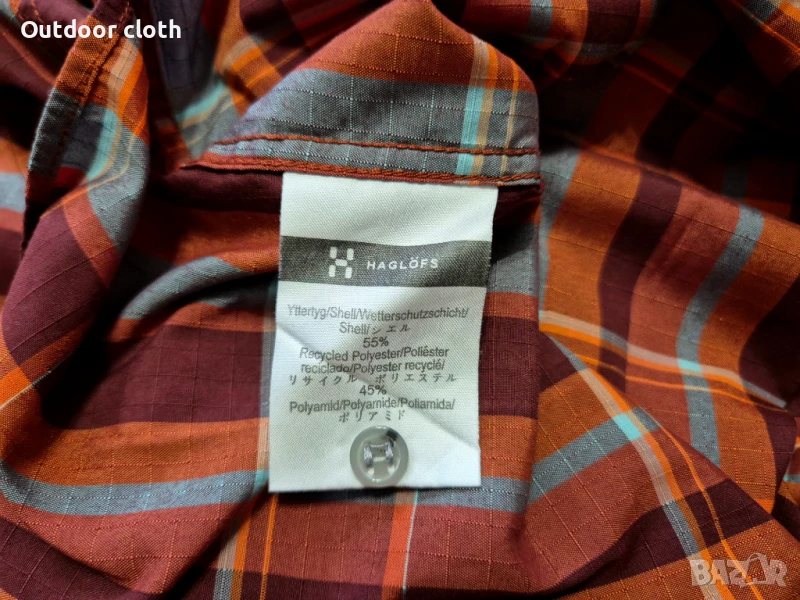 Outdoor cloth
HAGLÖFS
Yttertyg/Shell/Wetterschutzschicht/
Shell/シェル
55%
Recycled Polyester/Poliéster
reciclado/Polyester recyclé/
リサイクル ポリエステル
45%
Polyamid/Polyamide/Poliamida/
ポリアミド
BAZAR